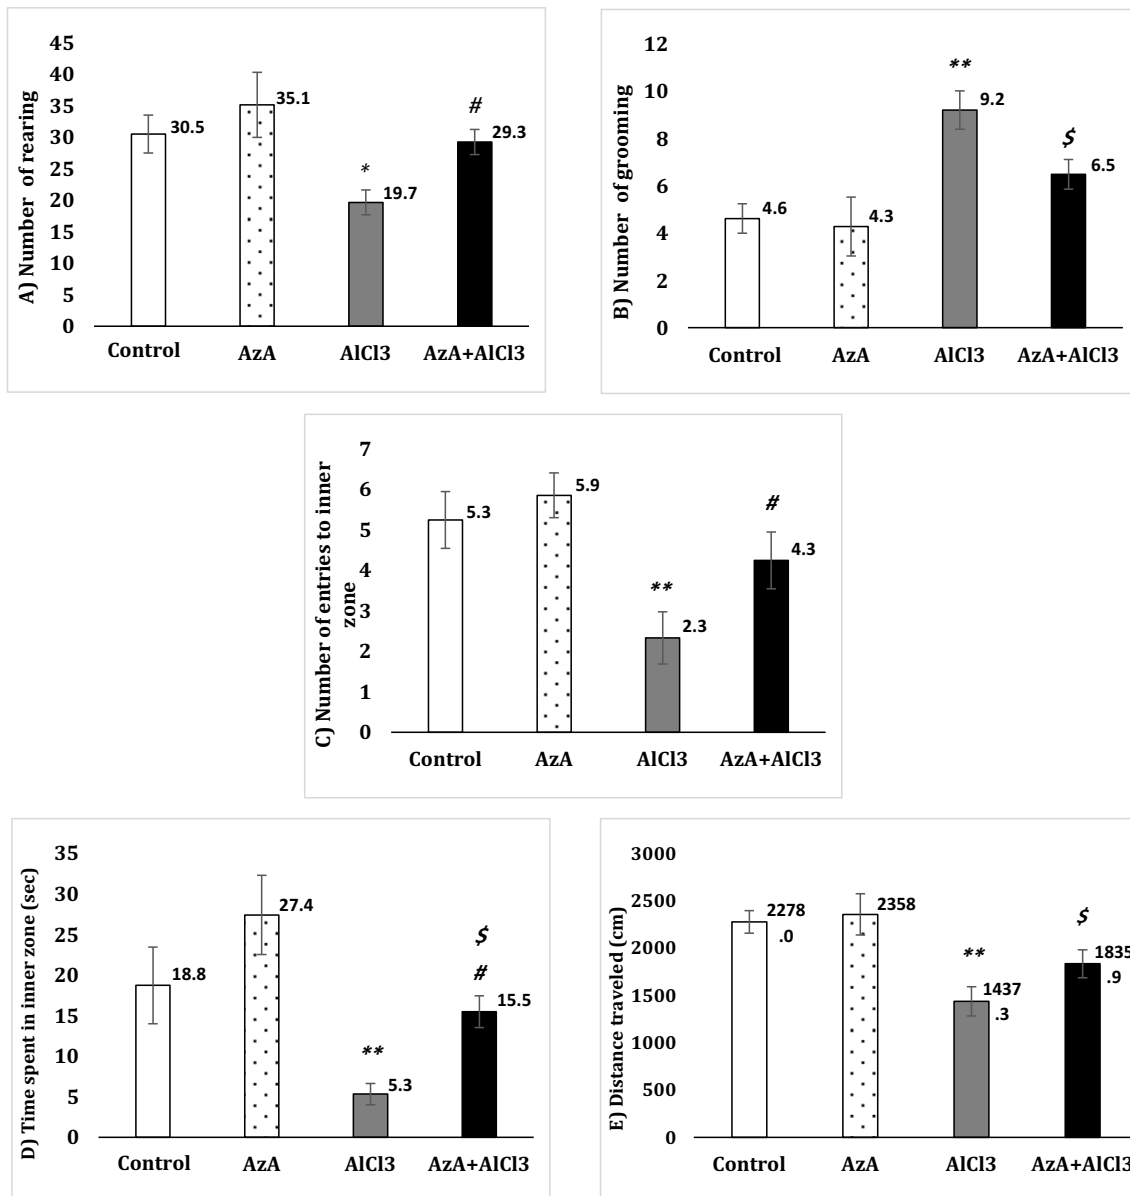 A) Number of rearing
45
40
35
30
25
20
15
10
5
0
30.5
35.1
*
19.7
#
29.3
Control
AzA
AlCl3
AzA+AlCl3
B) Number of grooming
12
10
8
6
4
2
0
4.6
4.3
**
9.2
$
6.5
Control
AzA
AlCl3
AzA+AlCl3
C) Number of entries to inner
zone
7
6
5
4
3
2
1
0
5.3
5.9
**
2.3
#
4.3
Control
AzA
AlCl3
AzA+AlCl3
D) Time spent in inner zone (sec)
35
30
25
20
15
10
5
0
18.8
27.4
**
5.3
$
#
15.5
Control
AzA
AlCl3
AzA+AlCl3
E) Distance traveled (cm)
3000
2500
2000
1500
1000
500
0
2278
.0
2358
**
1437
.3
$
1835
.9
Control
AzA
AlCl3
AzA+AlCl3